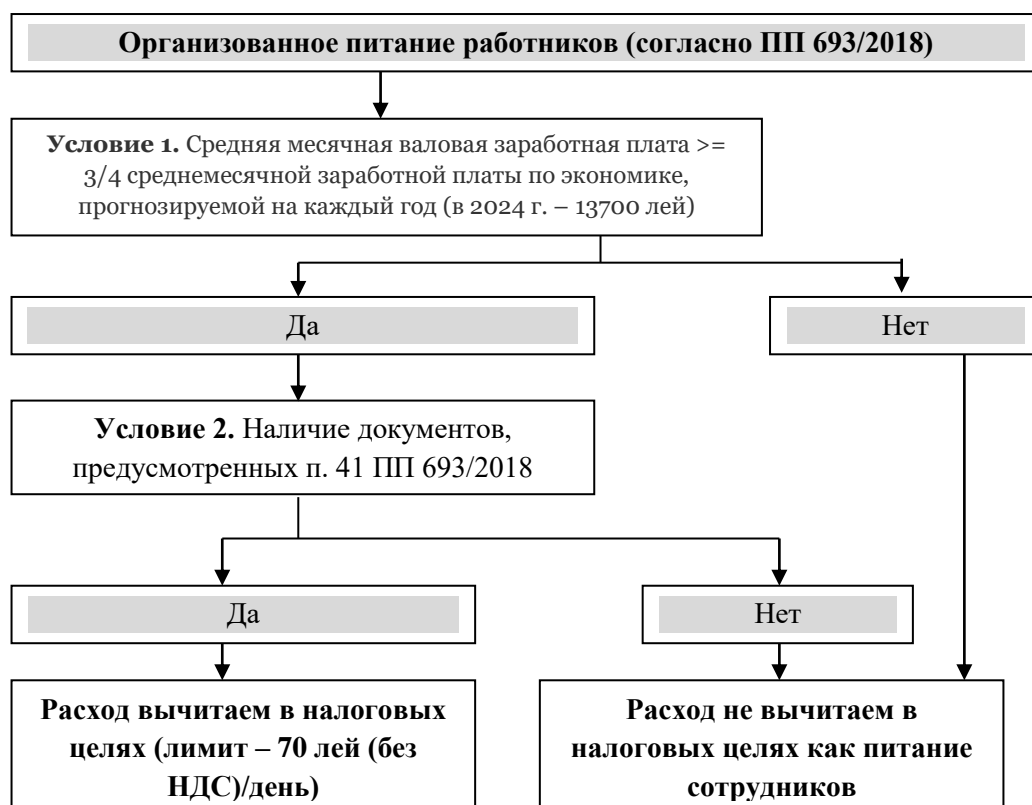 Организованное питание работников (согласно ПП 693/2018)
Условие 1. Средняя месячная валовая заработная плата >=
3/4 среднемесячной заработной платы по экономике,
прогнозируемой на каждый год (в 2024 г. – 13700 лей)
Да
Нет
Условие 2. Наличие документов,
предусмотренных п. 41 ПП 693/2018
Да
Нет
Расход вычитаем в налоговых
целях (лимит – 70 лей (без
НДС)/день)
Расход не вычитаем в
налоговых целях как питание
сотрудников